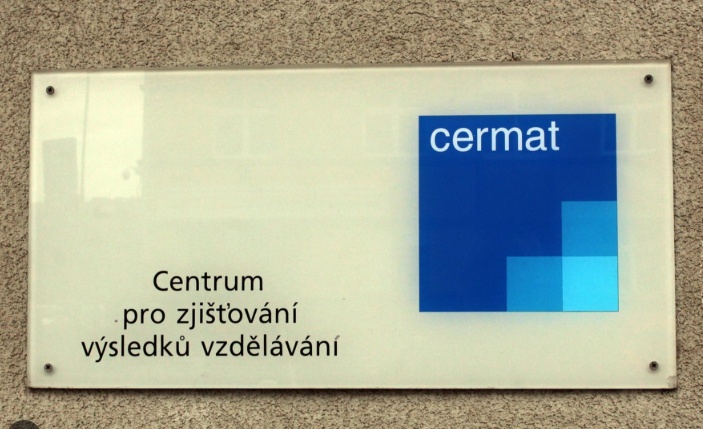 cermat
Centrum
pro zjišťování
výsledků vzdělávání